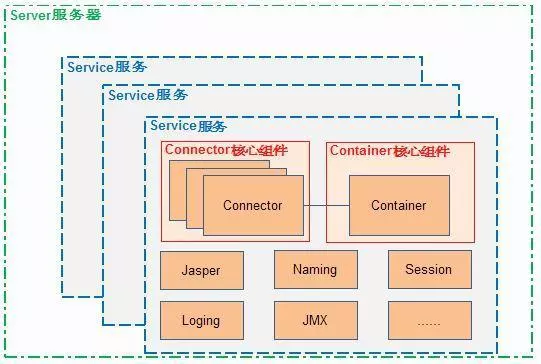 Server服务器
Service服务
Service服务
Service服务
Connector核心组件
Container核心组件
Connector
Container
Jasper
Naming
Session
Loging
JMX
......